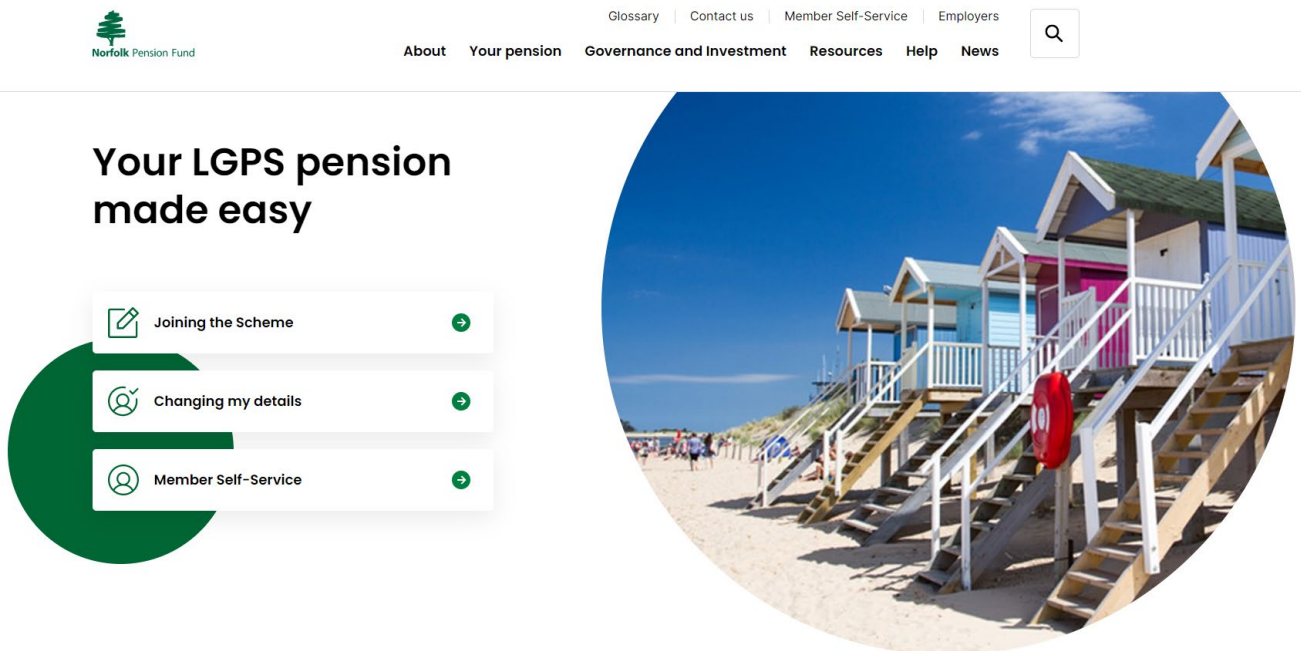 Glossary
Contact us
Member Self-Service
Employers
Norfolk Pension Fund
About
Your pension
Governance and Investment
Resources
Help
News
Your LGPS pension
made easy
Joining the Scheme
Changing my details
Member Self-Service